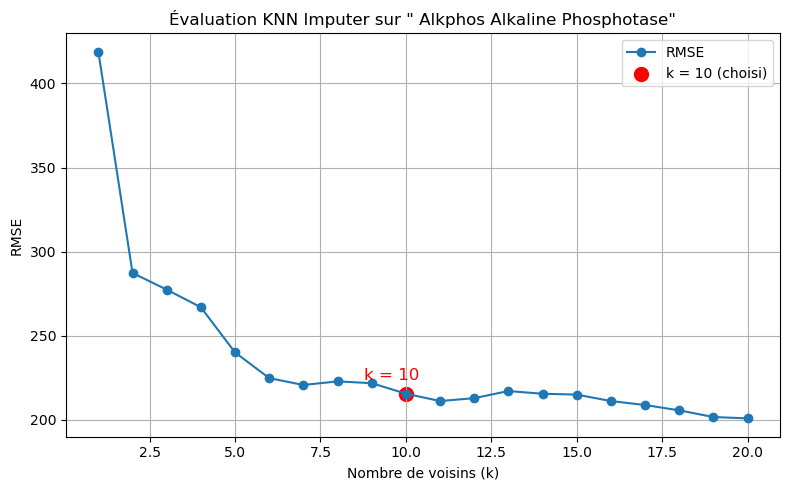 Évaluation KNN Imputer sur " Alkphos Alkaline Phosphotase"
RMSE
k = 10 (choisi)
400
350
300
250
200
RMSE
k = 10
2.5 5.0 7.5 10.0 12.5 15.0 17.5 20.0
Nombre de voisins (k)